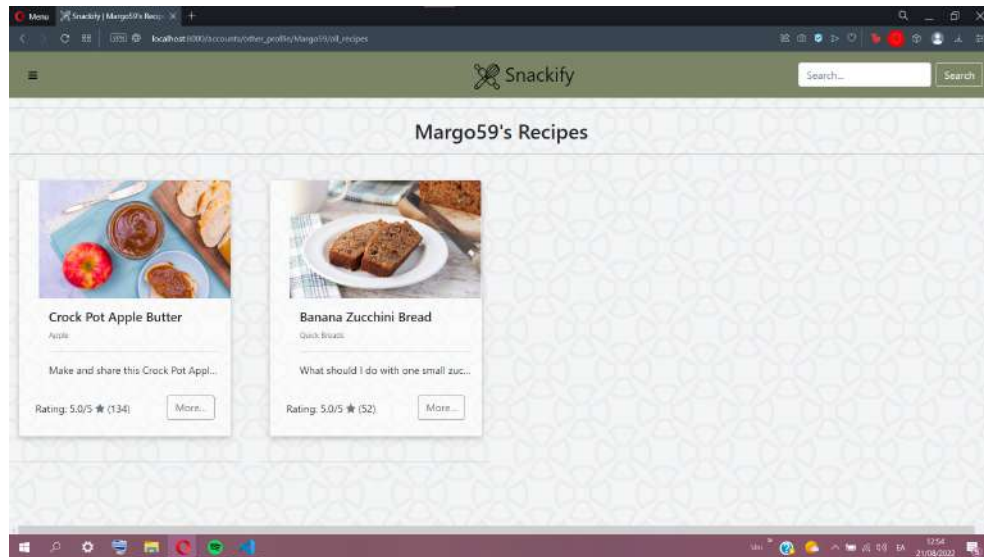 Menu
Snackify | Margo59's Recip
localhost:8000/accounts/other_profile/Margo59/all_recipes
Snackify
Search...
Search
Margo59's Recipes
Crock Pot Apple Butter
Apple
Make and share this Crock Pot Appl...
Rating: 5.0/5 ★ (134)
More...
Banana Zucchini Bread
Quick Breads
What should I do with one small zuc...
Rating: 5.0/5 ★ (52)
More...
ΕΛ
12:54
21/08/2022